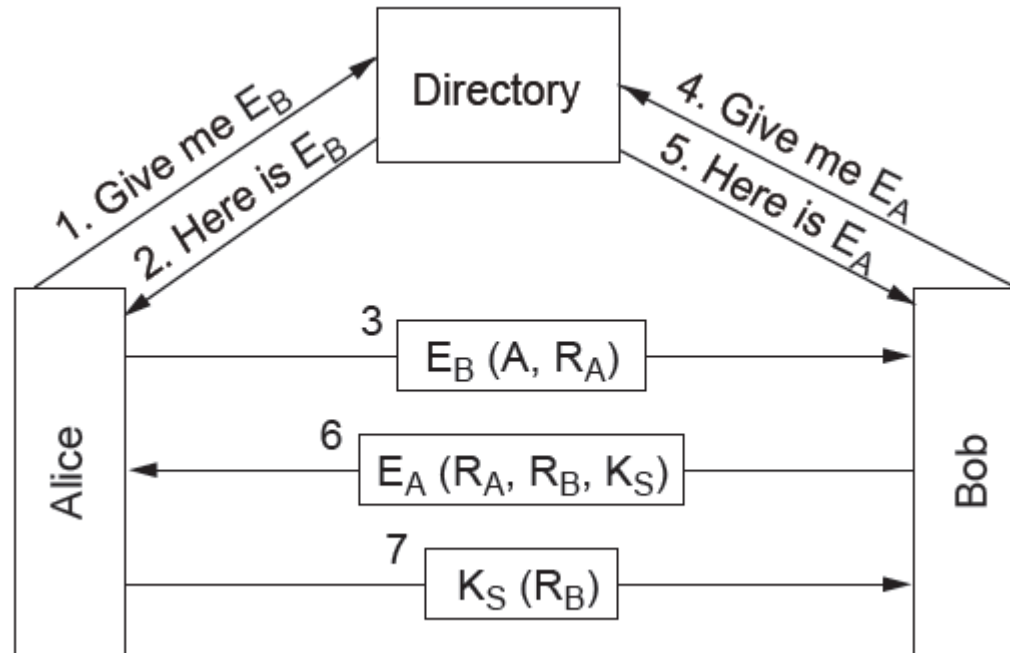 Directory
1. Give me E_B
2. Here is E_B
4. Give me E_A
5. Here is E_A
3
E_B (A, R_A)
6
E_A (R_A, R_B, K_S)
7
K_S (R_B)
Alice
Bob